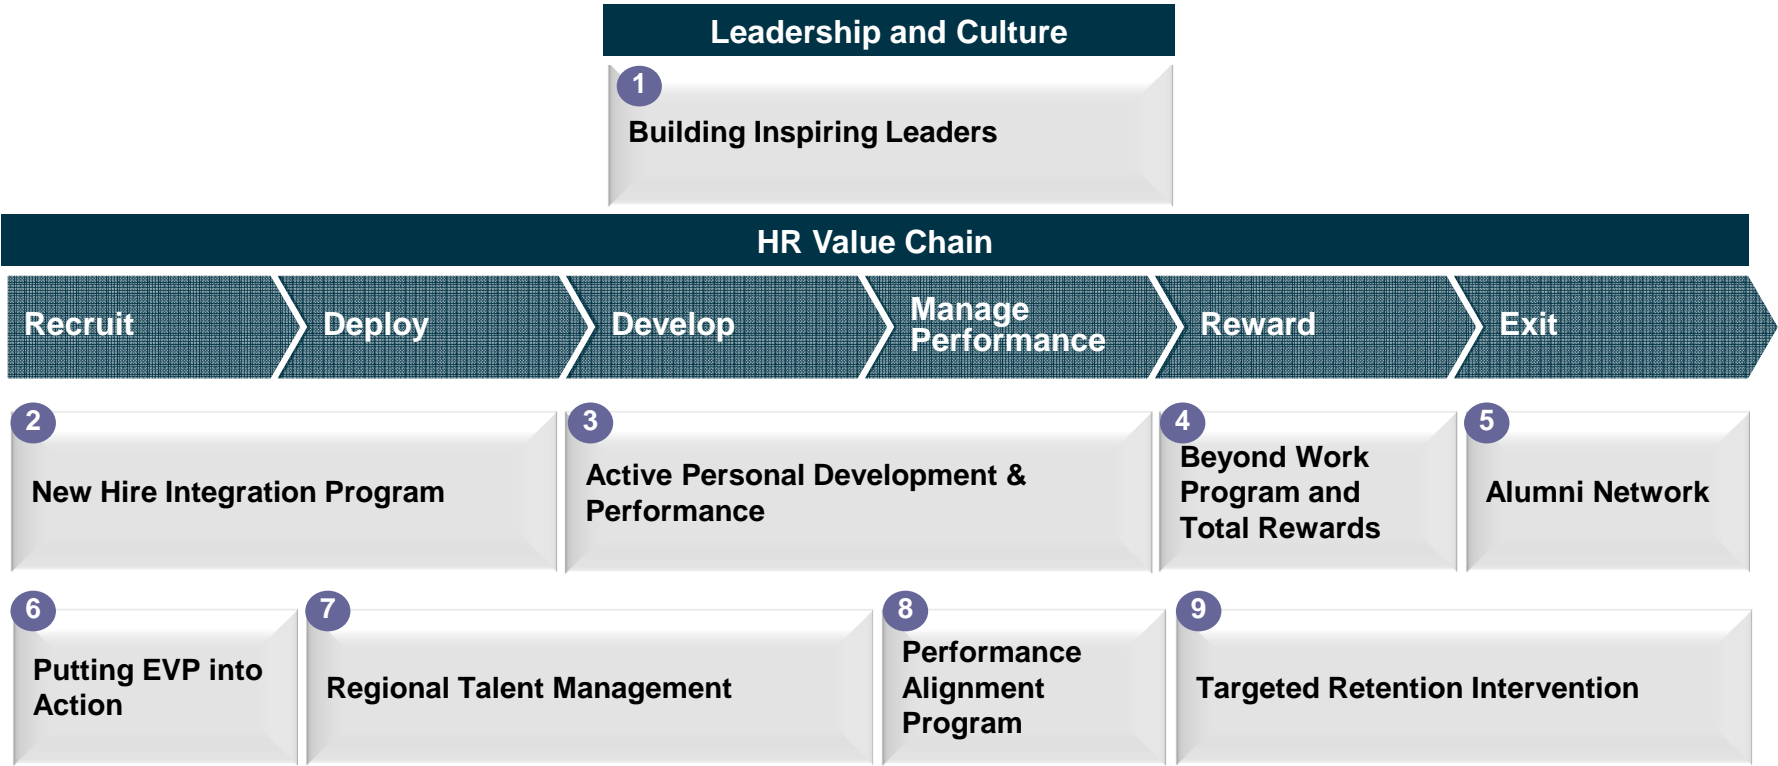 Leadership and Culture
1
Building Inspiring Leaders
HR Value Chain
Recruit
Deploy
Develop
Manage
Performance
Reward
Exit
2
New Hire Integration Program
3
Active Personal Development &
Performance
4
Beyond Work
Program and
Total Rewards
5
Alumni Network
6
Putting EVP into
Action
7
Regional Talent Management
8
Performance
Alignment
Program
9
Targeted Retention Intervention